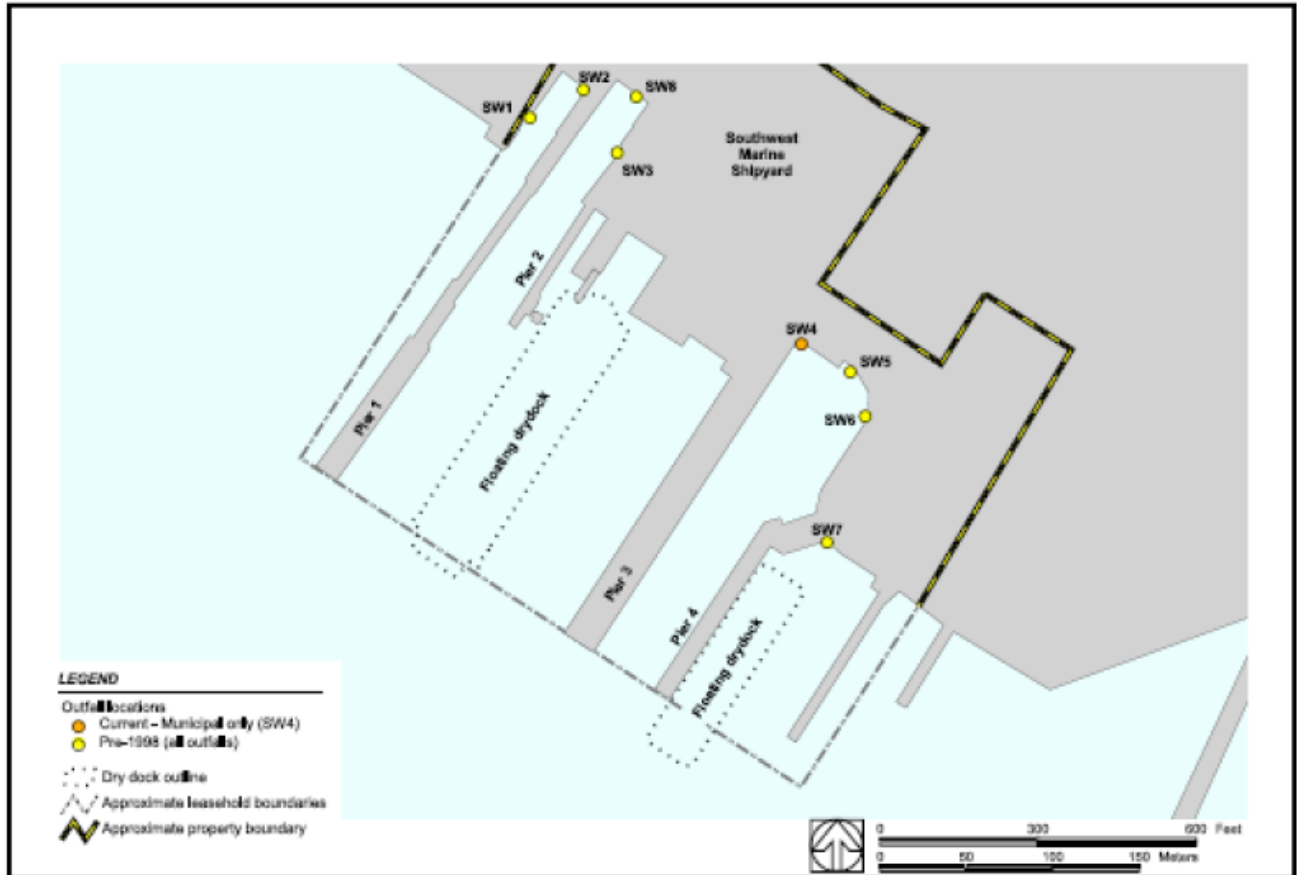 SW2
SW8
SW1
SW3
Southwest
Marine
Shipyard
Pier 2
SW4
SW5
SW6
Pier 1
Floating drydock
SW7
Pier 3
Pier 4
Floating drydock
LEGEND
Outfall locations
Current – Municipal only (SW4)
Pre–1998 (all outfalls)
Dry dock outline
Approximate leasehold boundaries
Approximate property boundary
0 300 600 Feet
0 50 100 150 Meters